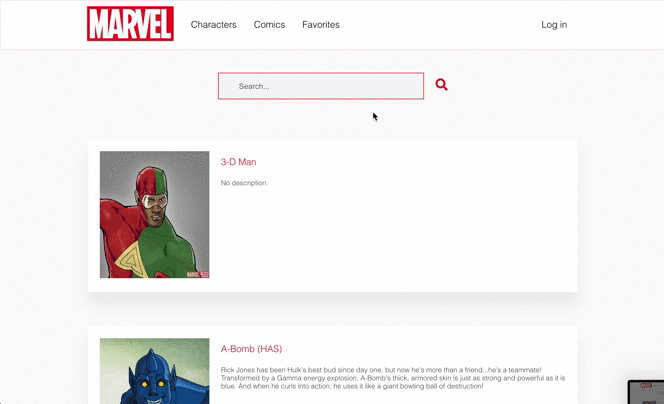 MARVEL
Characters Comics Favorites Log in
Search...
3-D Man
No description.
MARVEL
A-Bomb (HAS)
Rick Jones has been Hulk's best bud since day one, but now he's more than a friend...he's a teammate!
Transformed by a Gamma energy explosion, A-Bomb's thick, armored skin is just as strong and powerful as it is
blue. And when he curls into action, he uses it like a giant bowling ball of destruction!